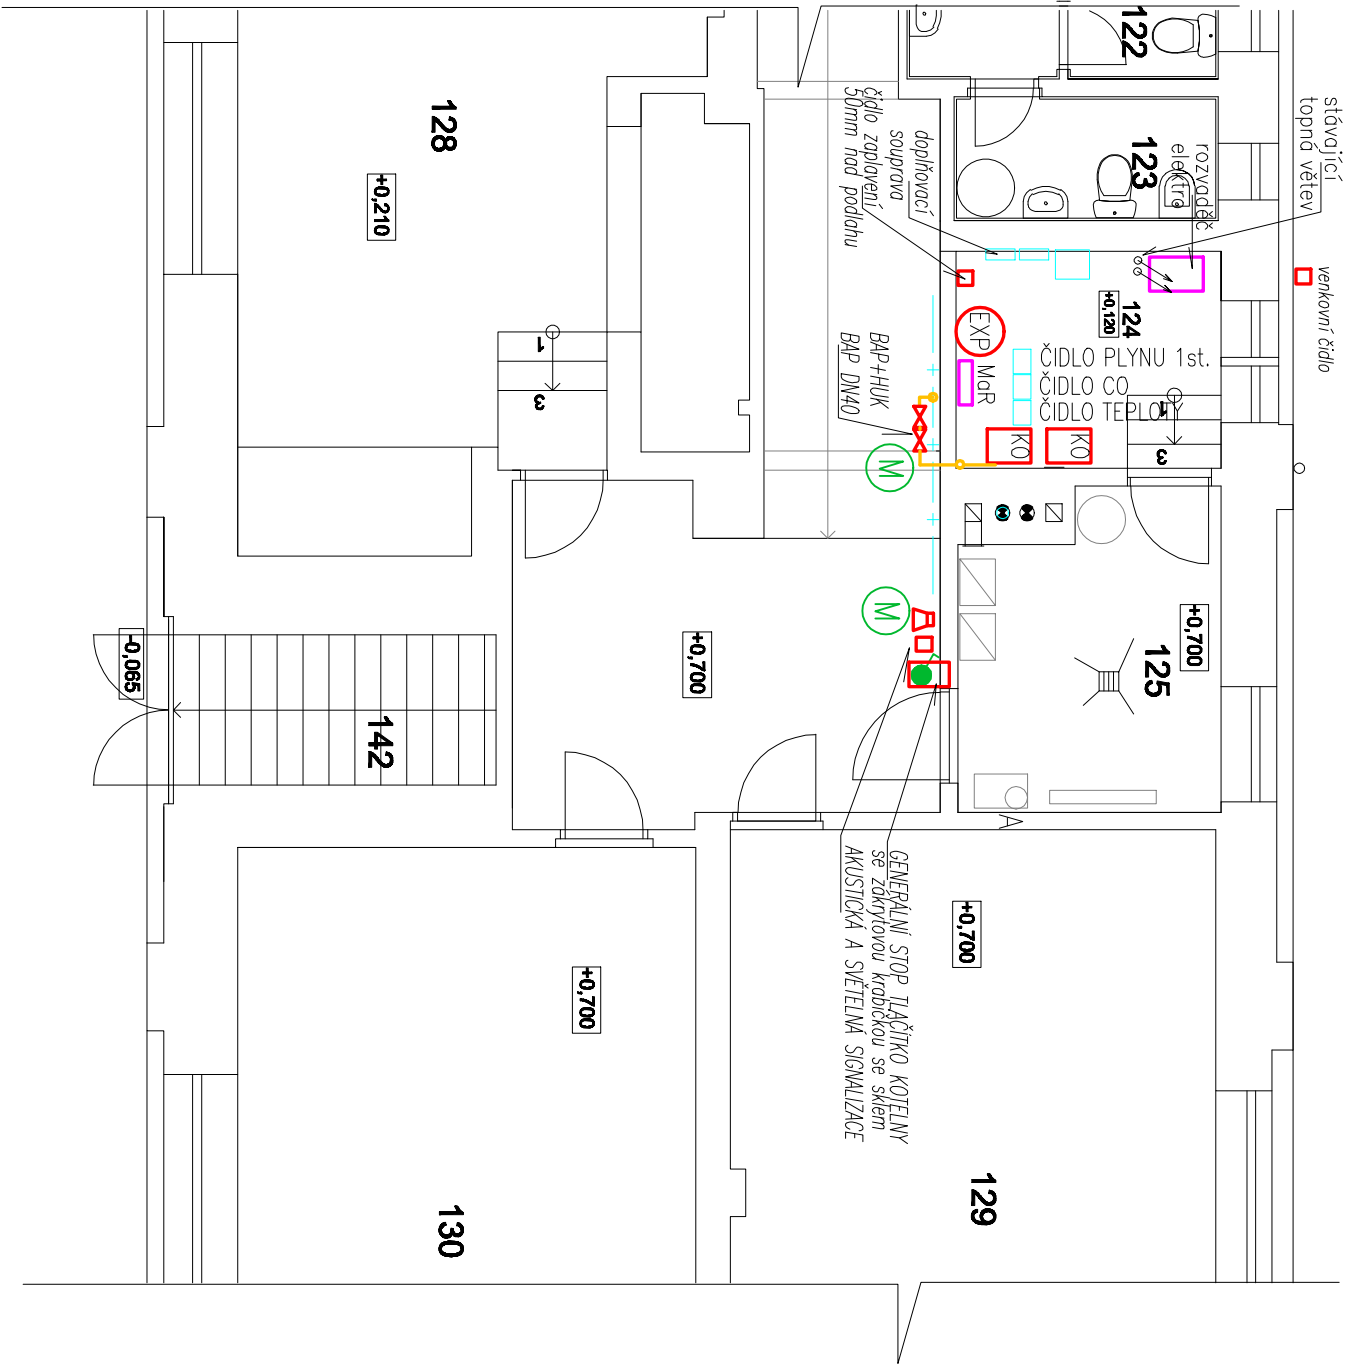 stávající
topná větev
venkovní čidlo
122
123
rozvaděč
elektro
doplňovací
souprava
čidlo zaplavení
50mm nad podlahu
128
+0,210
124
+0,120
EXP
MaR
ČIDLO PLYNU 1st.
ČIDLO CO
ČIDLO TEPLOTY
1
3
KO
KO
BAP+HUK
BAP DN40
M
1
3
M
+0,700
125
+0,700
-0,065
142
A
GENERÁLNÍ STOP TLAČÍTKO KOTELNY
se zákrytovou krabičkou se sklem
AKUSTICKÁ A SVĚTELNÁ SIGNALIZACE
+0,700
+0,700
129
130